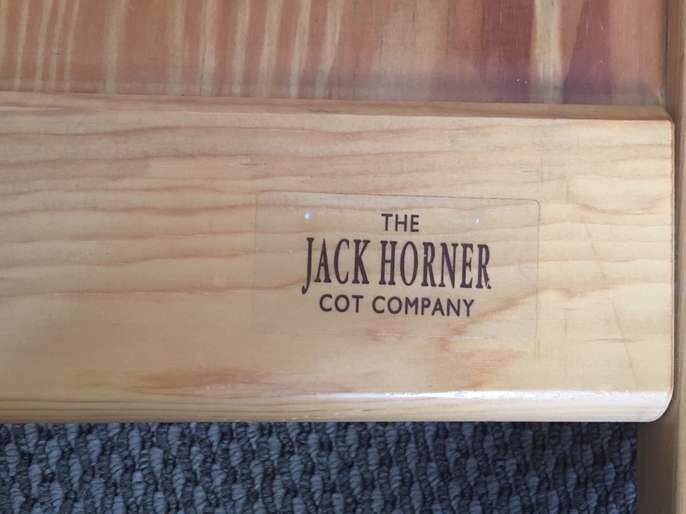 THE
JACK HORNER
COT COMPANY